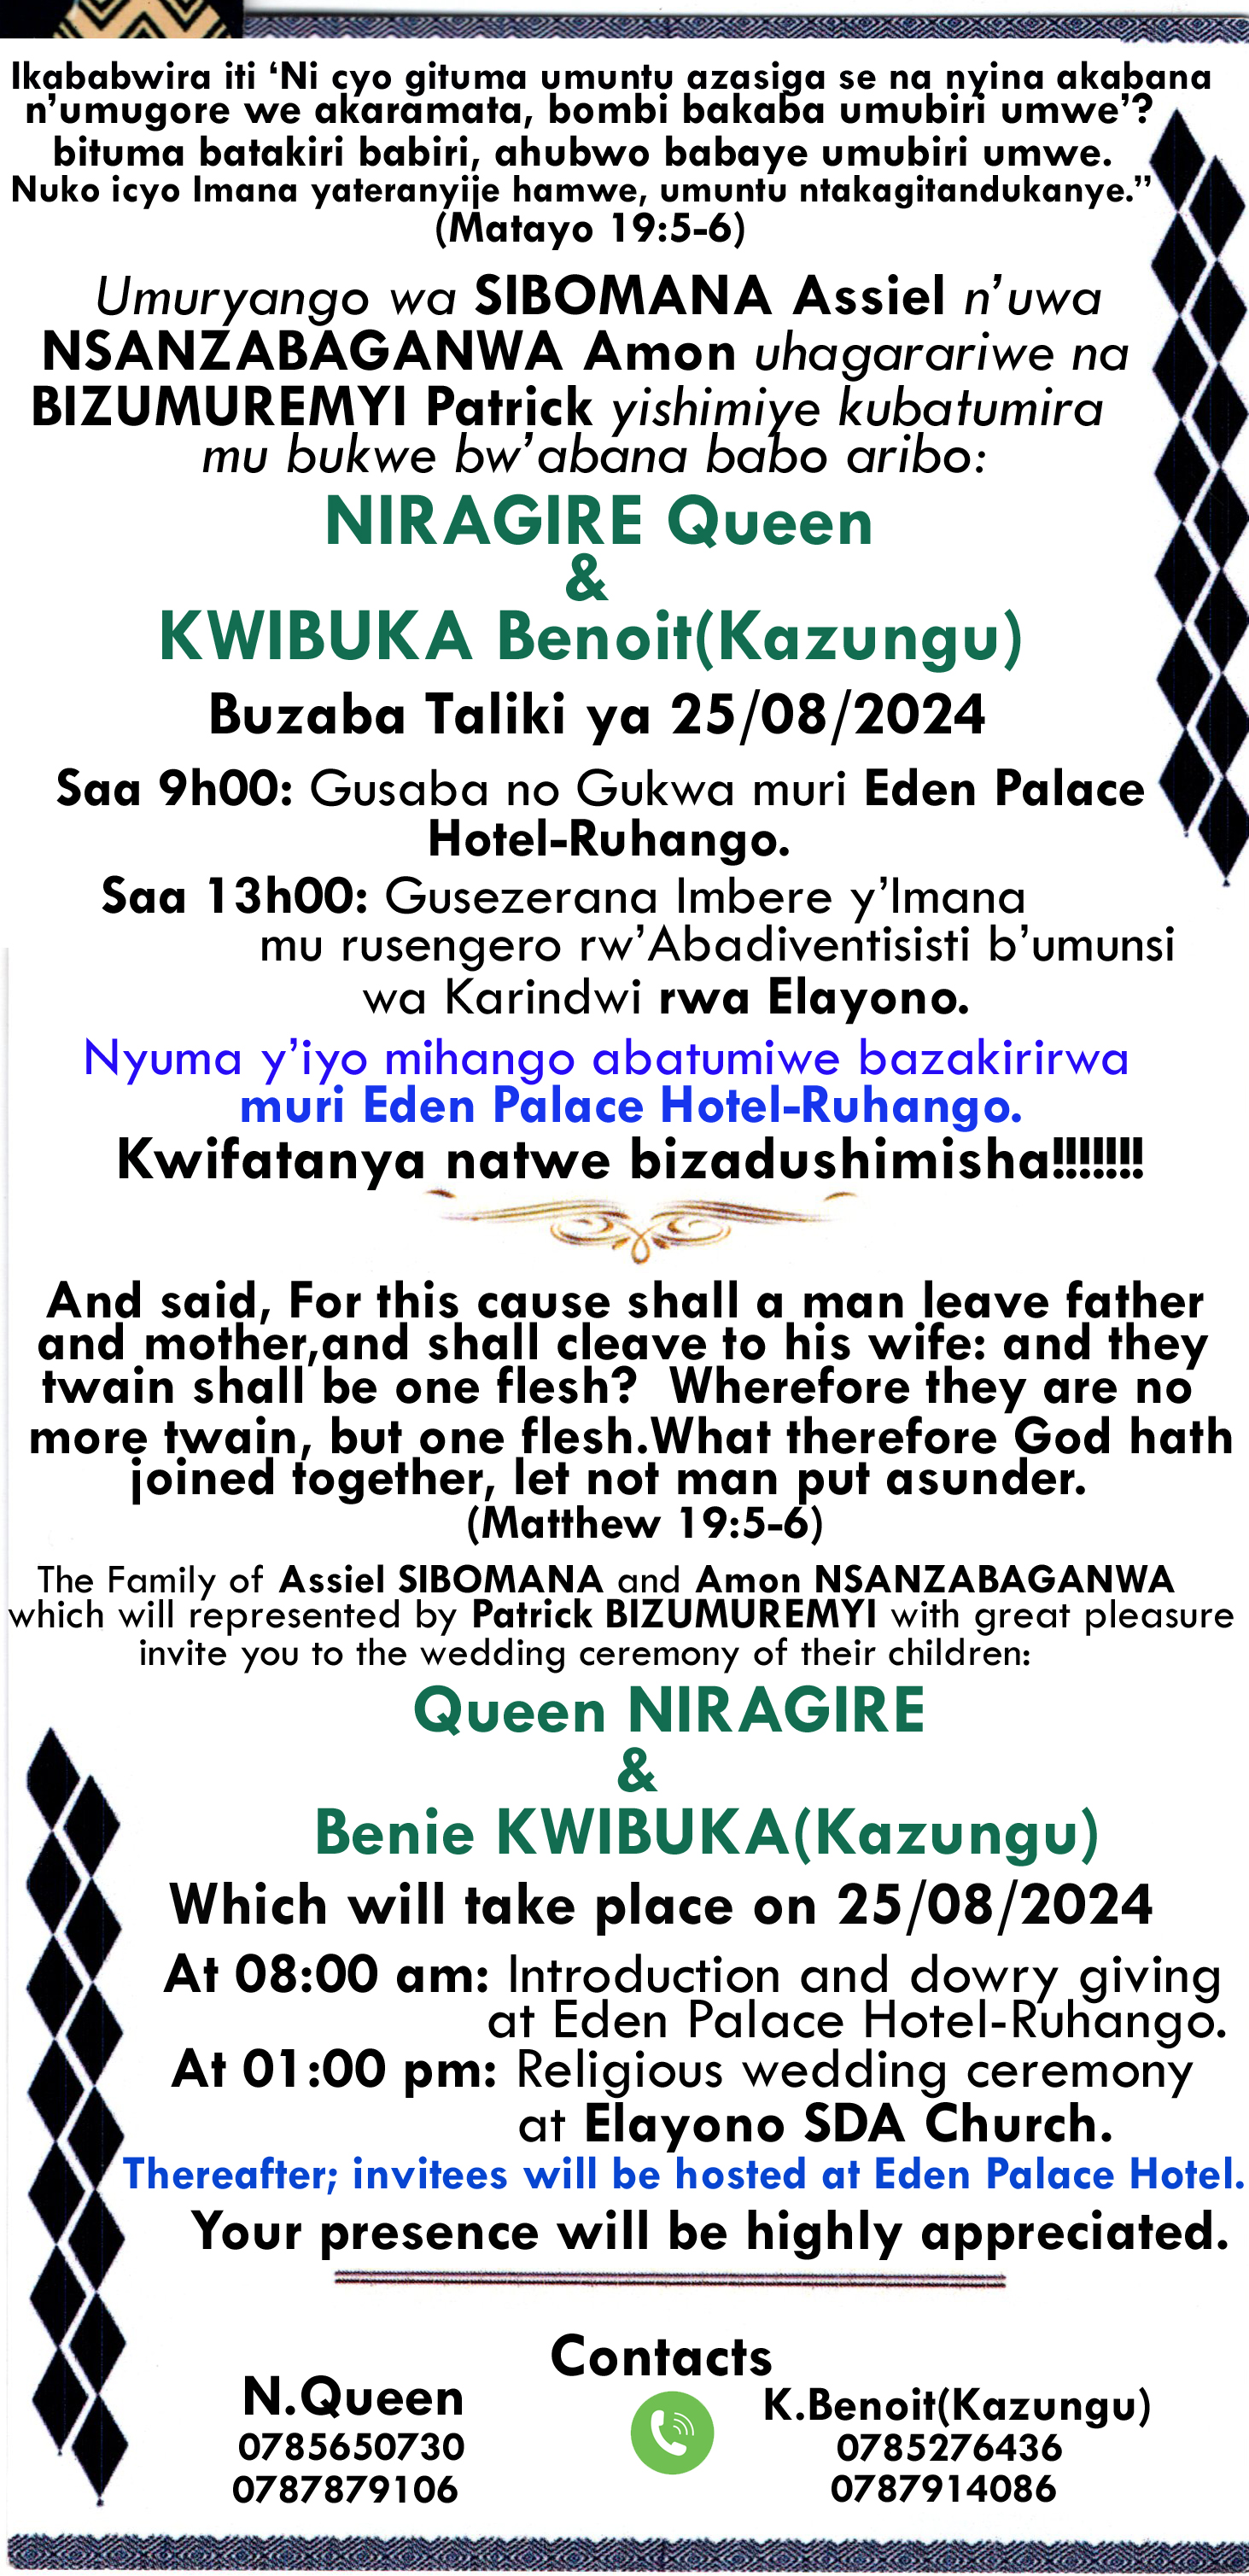 Ikababwira iti ‘Ni cyo gituma umuntu azasiga se na nyina akabana
n’umugore we akaramata, bombi bakaba umubiri umwe’?
bituma batakiri babiri, ahubwo babaye umubiri umwe.
Nuko icyo Imana yateranyije hamwe, umuntu ntakagitandukanye.”
(Matayo 19:5-6)
Umuryango wa SIBOMANA Assiel n’uwa
NSANZABAGANWA Amon uhagarariwe na
BIZUMUREMYI Patrick yishimiye kubatumira
mu bukwe bw’abana babo aribo:
NIRAGIRE Queen
&
KWIBUKA Benoit(Kazungu)
Buzaba Taliki ya 25/08/2024
Saa 9h00: Gusaba no Gukwa muri Eden Palace
Hotel-Ruhango.
Saa 13h00: Gusezerana Imbere y’Imana
mu rusengero rw’Abadiventisisti b’umunsi
wa Karindwi rwa Elayono.
Nyuma y’iyo mihango abatumiwe bazakirirwa
muri Eden Palace Hotel-Ruhango.
Kwifatanya natwe bizadushimisha!!!!!!!
And said, For this cause shall a man leave father
and mother,and shall cleave to his wife: and they
twain shall be one flesh?  Wherefore they are no
more twain, but one flesh.What therefore God hath
joined together, let not man put asunder.
(Matthew 19:5-6)
The Family of Assiel SIBOMANA and Amon NSANZABAGANWA
which will represented by Patrick BIZUMUREMYI with great pleasure
invite you to the wedding ceremony of their children:
Queen NIRAGIRE
&
Benie KWIBUKA(Kazungu)
Which will take place on 25/08/2024
At 08:00 am: Introduction and dowry giving
at Eden Palace Hotel-Ruhango.
At 01:00 pm: Religious wedding ceremony
at Elayono SDA Church.
Thereafter; invitees will be hosted at Eden Palace Hotel.
Your presence will be highly appreciated.
Contacts
N.Queen
0785650730
0787879106
K.Benoit(Kazungu)
0785276436
0787914086